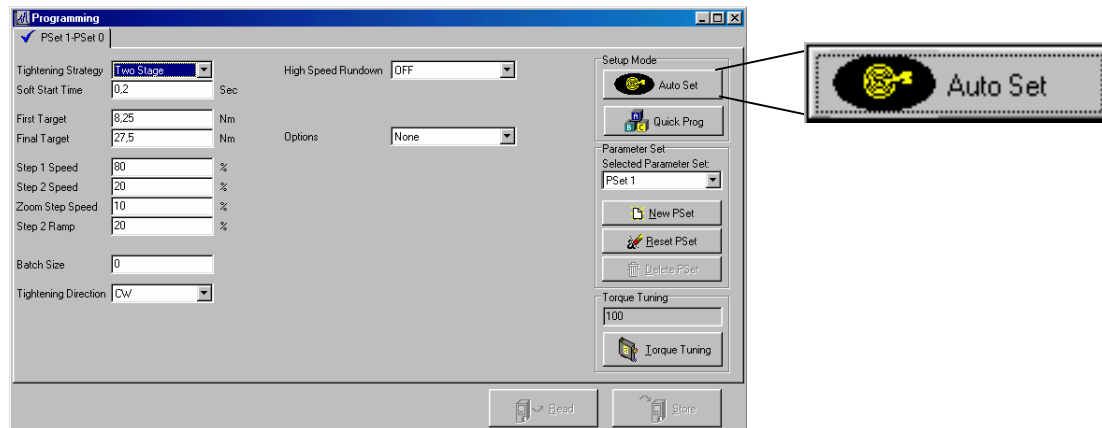 Programming
PSet 1-PSet 0
Tightening Strategy Two Stage
High Speed Rundown OFF
Soft Start Time 0,2 Sec
First Target 8,25 Nm
Final Target 27,5 Nm
Options None
Step 1 Speed 80 %
Step 2 Speed 20 %
Zoom Step Speed 10 %
Step 2 Ramp 20 %
Batch Size 0
Tightening Direction CW
Setup Mode
Auto Set
Quick Prog
Parameter Set
Selected Parameter Set:
PSet 1
New PSet
Reset PSet
Delete PSet
Torque Tuning
100
Torque Tuning
Read
Store
Auto Set